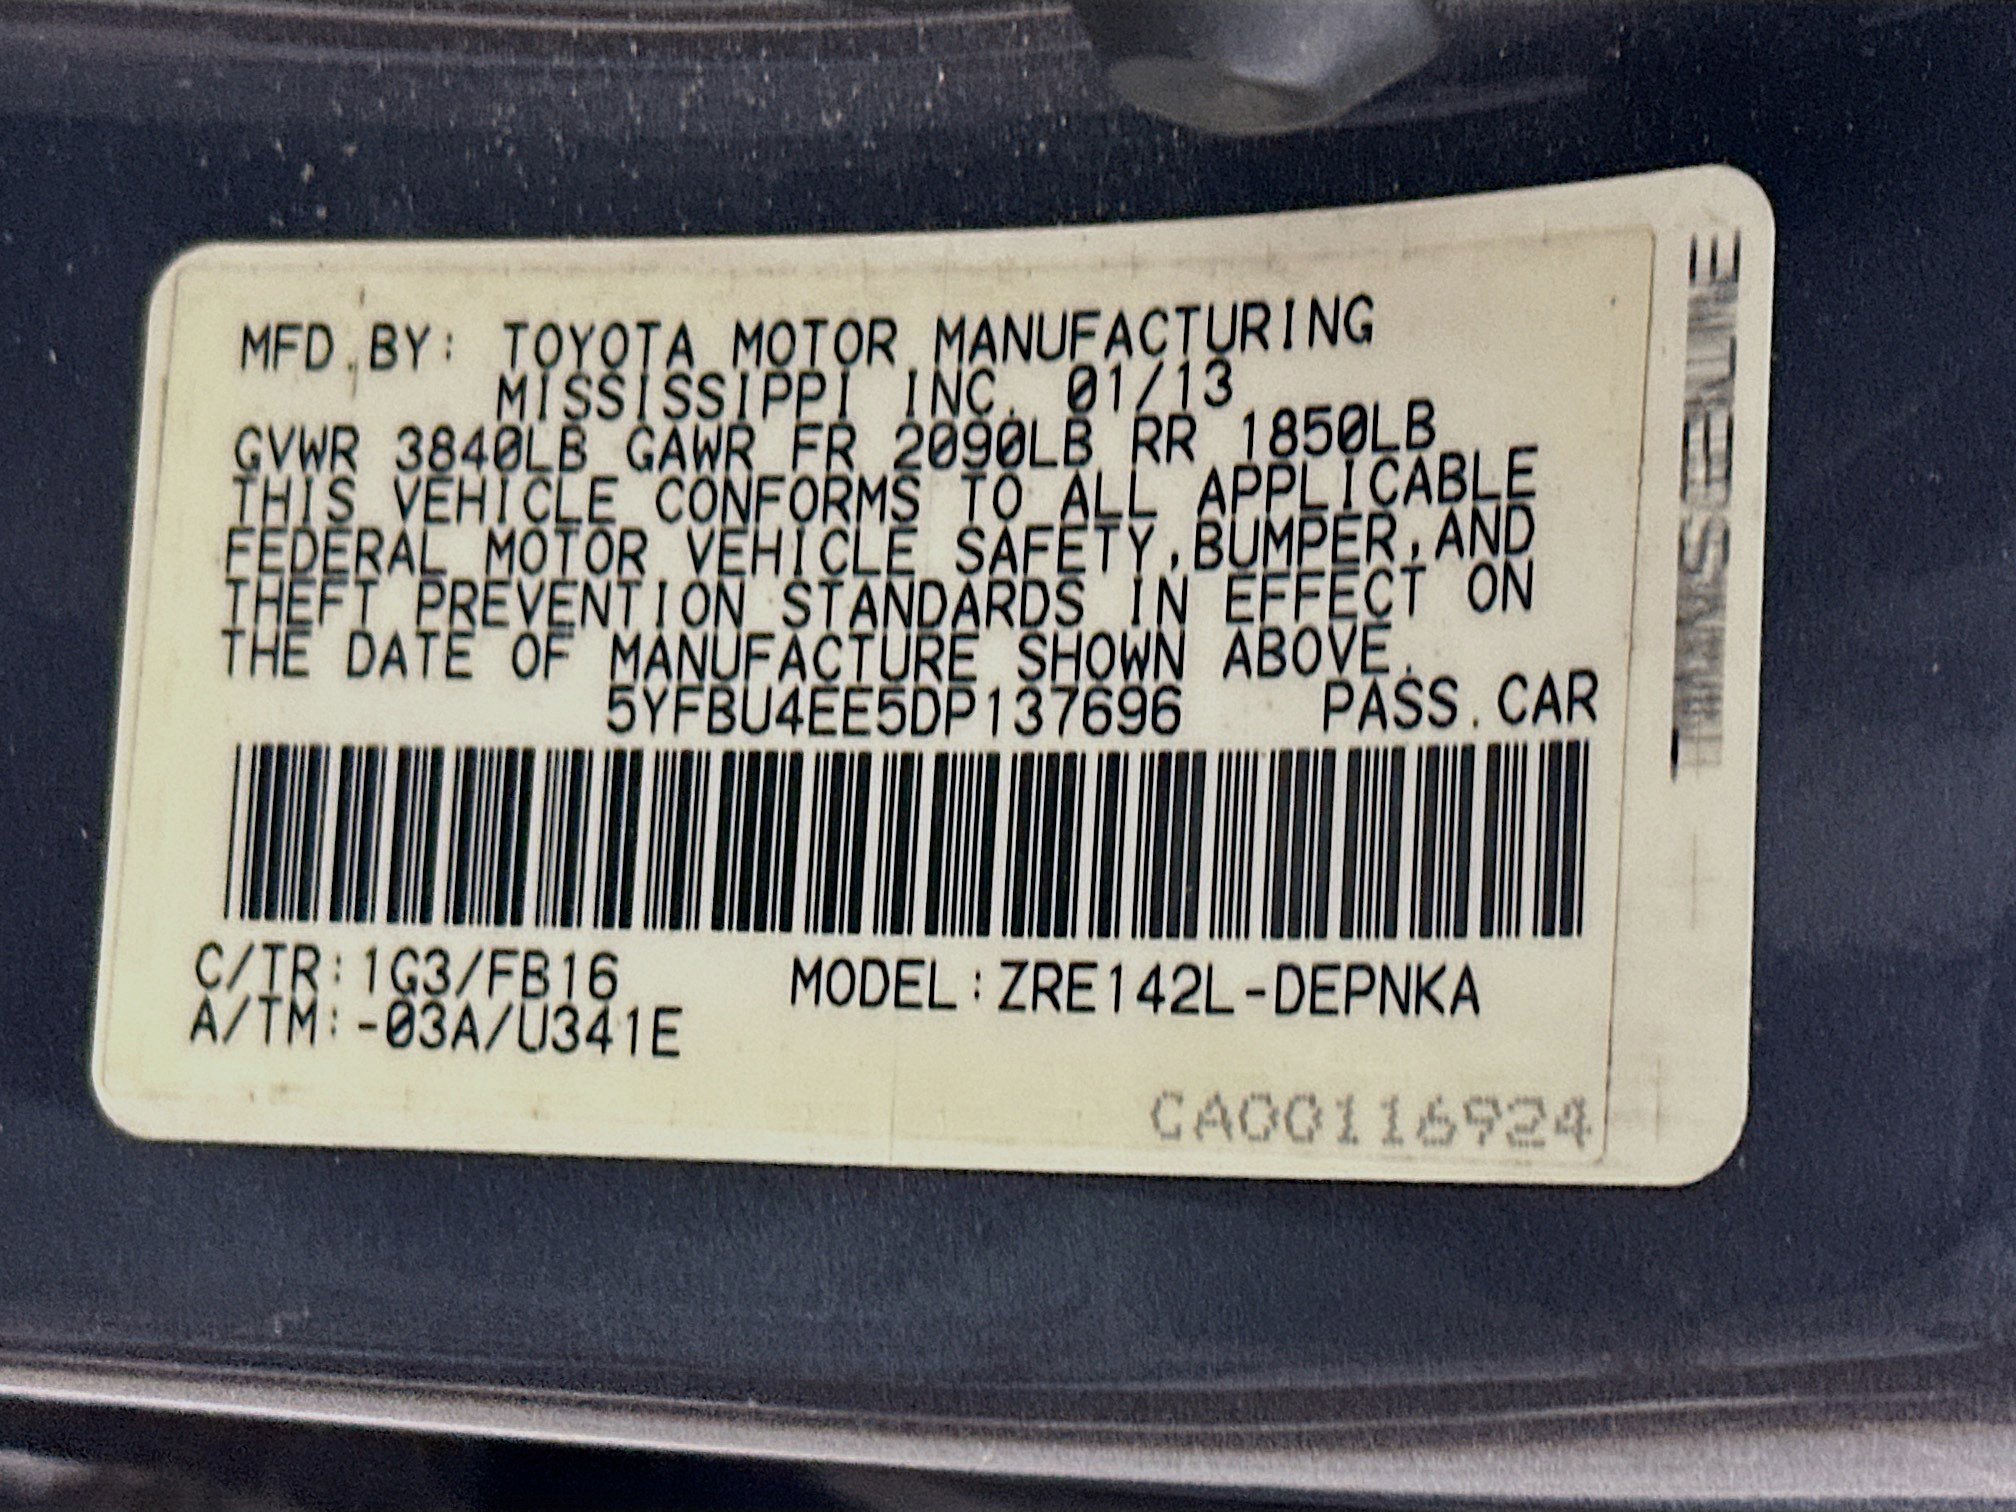 MFD.BY: TOYOTA MOTOR MANUFACTURING
MISSISSIPPI INC. 01/13
GVWR 3840LB GAWR FR 2090LB RR 1850LB
THIS VEHICLE CONFORMS TO ALL APPLICABLE
FEDERAL MOTOR VEHICLE SAFETY,BUMPER,AND
THEFT PREVENTION STANDARDS IN EFFECT ON
THE DATE OF MANUFACTURE SHOWN ABOVE.
5YFBU4EE5DP137696 PASS.CAR
C/TR:1G3/FB16 MODEL:ZRE142L-DEPNKA
A/TM:-03A/U341E
CA00116924